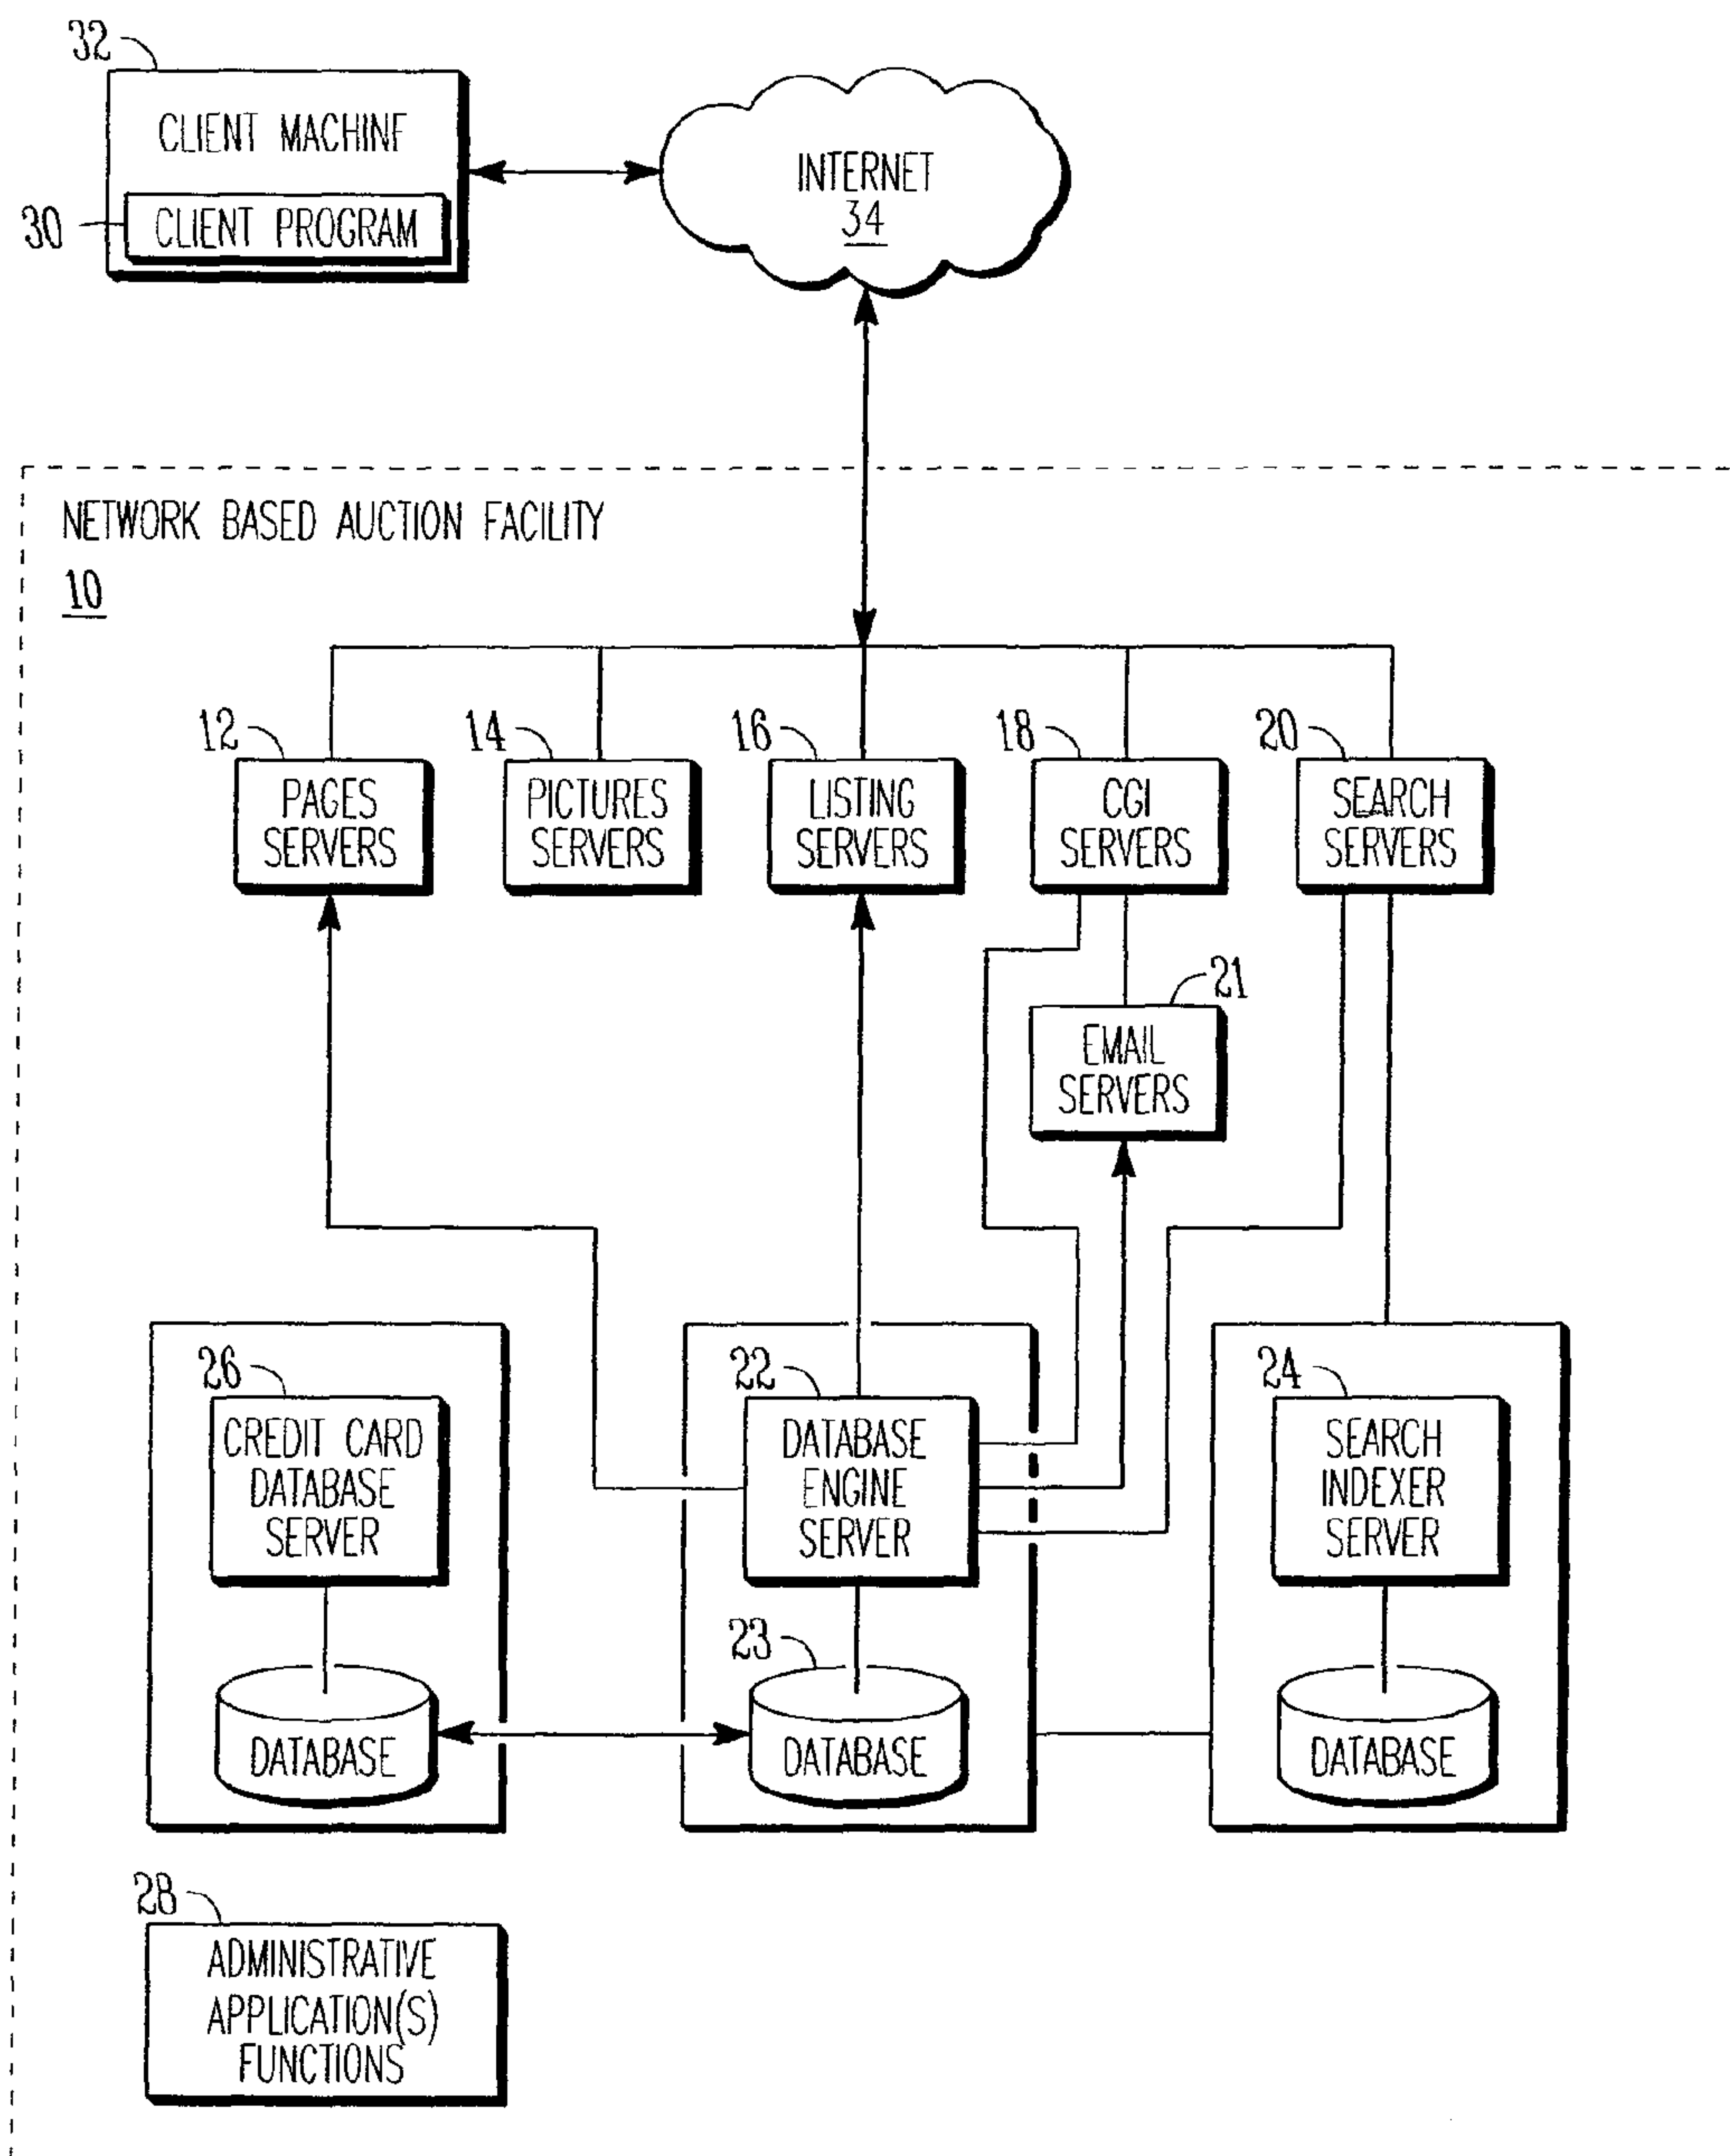 32
CLIENT MACHINE
30
CLIENT PROGRAM
INTERNET
34
NETWORK BASED AUCTION FACILITY
10
12
PAGES
SERVERS
14
PICTURES
SERVERS
16
LISTING
SERVERS
18
CGI
SERVERS
20
SEARCH
SERVERS
21
EMAIL
SERVERS
26
CREDIT CARD
DATABASE
SERVER
DATABASE
22
DATABASE
ENGINE
SERVER
23
DATABASE
24
SEARCH
INDEXER
SERVER
DATABASE
28
ADMINISTRATIVE
APPLICATION(S)
FUNCTIONS